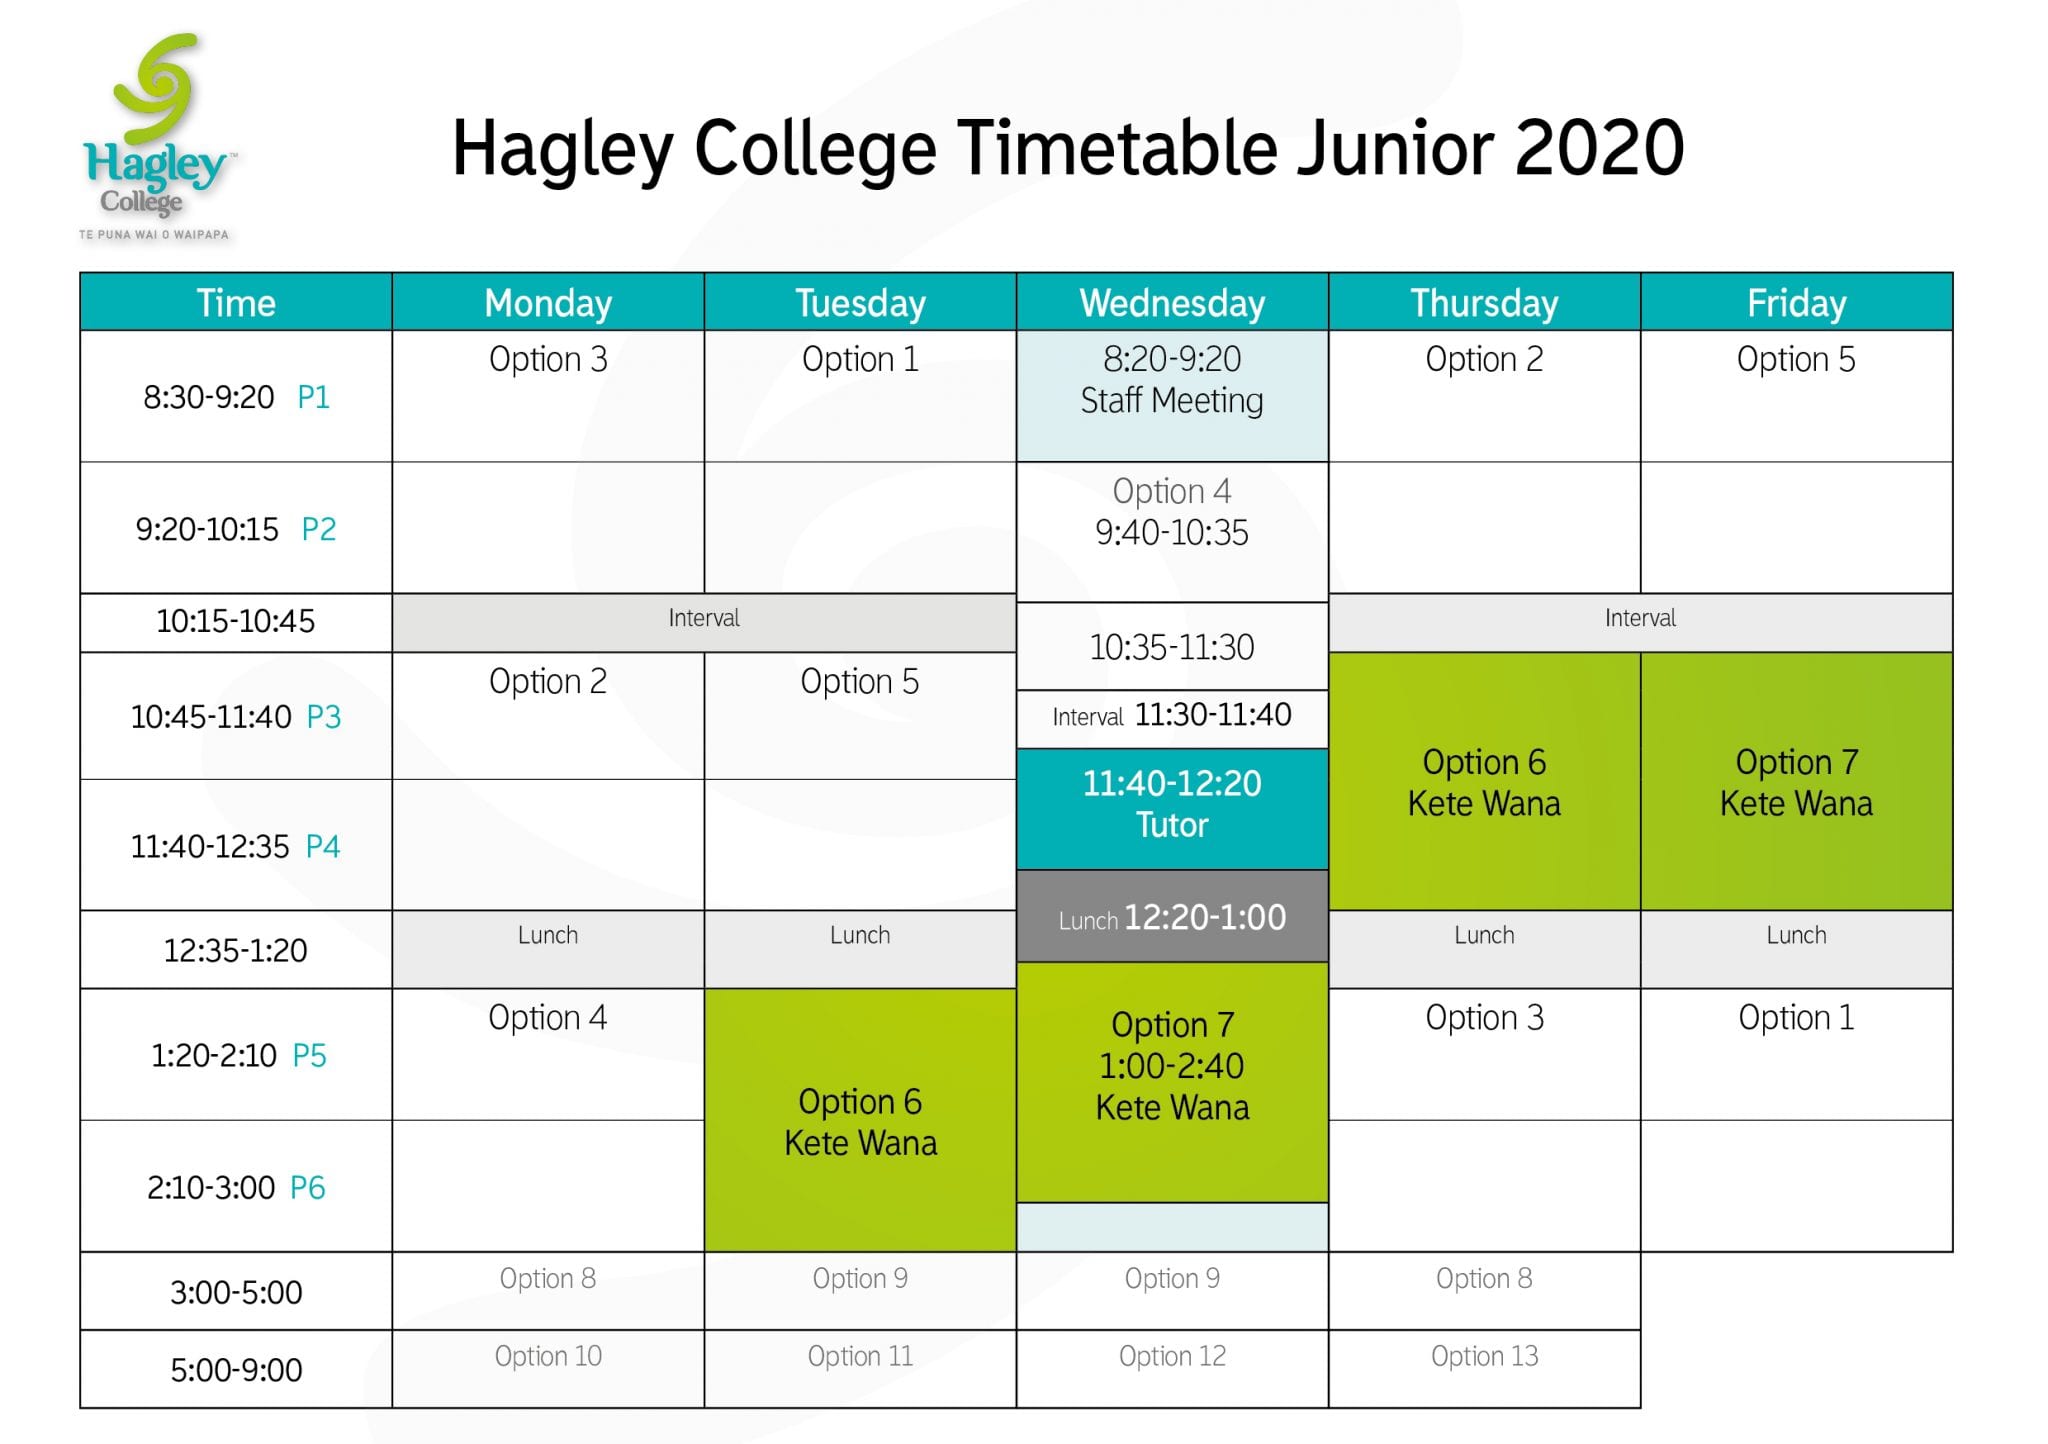 Hagley™
College
TE PUNA WAI O WAIPAPA
Hagley College Timetable Junior 2020
Time Monday Tuesday Wednesday Thursday Friday
8:30-9:20 P1
Option 3
Option 1
8:20-9:20
Staff Meeting
Option 2
Option 5
9:20-10:15 P2
Option 4
9:40-10:35
10:15-10:45
Interval
10:35-11:30
Interval
10:45-11:40 P3
Option 2
Option 5
Interval 11:30-11:40
Option 6
Kete Wana
Option 7
Kete Wana
11:40-12:35 P4
11:40-12:20
Tutor
12:35-1:20
Lunch
Lunch
Lunch 12:20-1:00
Lunch
Lunch
1:20-2:10 P5
Option 4
Option 6
Kete Wana
Option 7
1:00-2:40
Kete Wana
Option 3
Option 1
2:10-3:00 P6
3:00-5:00
Option 8
Option 9
Option 9
Option 8
5:00-9:00
Option 10
Option 11
Option 12
Option 13